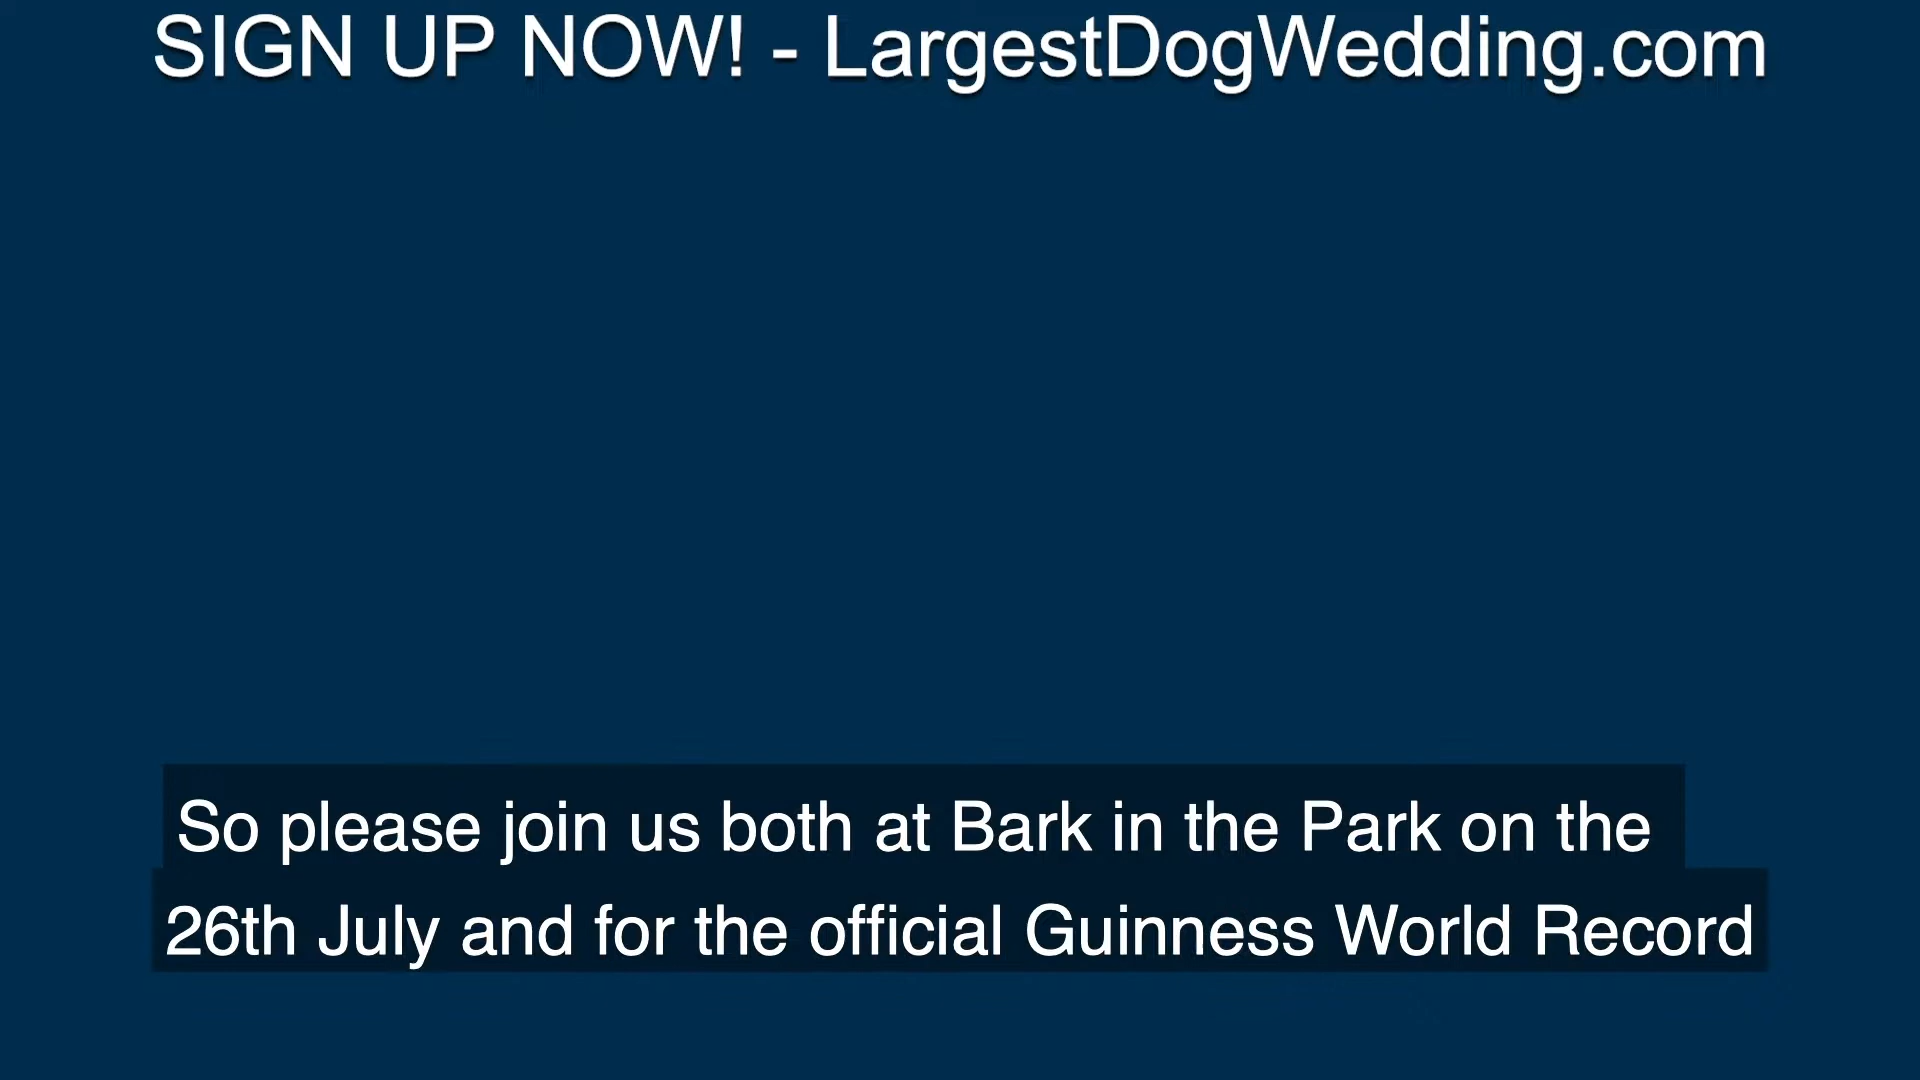 SIGN UP NOW! - LargestDogWedding.com
So please join us both at Bark in the Park on the
26th July and for the official Guinness World Record